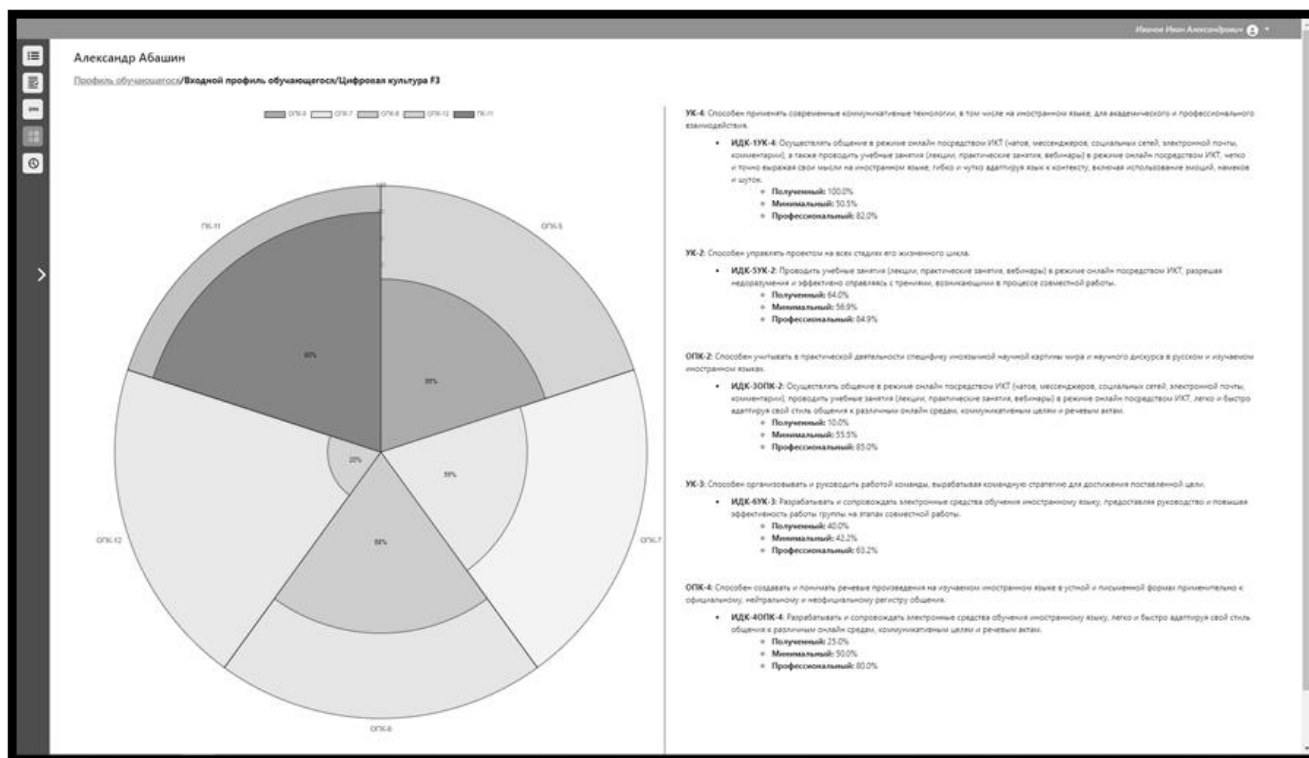 Иванов Иван Александрович
Александр Абашин
Профиль обучающегося/Входной профиль обучающегося/Цифровая культура F3
ОПК-7
ОПК-12
ПК-11
ПК-11
ОПК-5
ОПК-12
ОПК-7
20%
УК-4: Способен применять современные коммуникативные технологии, в том числе на иностранном языке, для академического и профессионального
взаимодействия.
• ИДК-1УК-4: Осуществлять общение в режиме онлайн посредством ИКТ (чатов, мессенджеров, социальных сетей, электронной почты,
комментарии), а также проводить учебные занятия (лекции, практические занятия, вебинары) в режиме онлайн посредством ИКТ, четко
и точно выражая свои мысли на иностранном языке, гибко и чутко адаптируя язык к контексту, включая использование эмоций, намеков
и шуток.
Полученный: 100.0%
Минимальный: 50.5%
Профессиональный: 82.0%
УК-2: Способен управлять проектом на всех стадиях его жизненного цикла.
• ИДК-5УК-2: Проводить учебные занятия (лекции, практические занятия, вебинары) в режиме онлайн посредством ИКТ, разрешая
недоразумения и эффективно справляясь с трениями, возникающими в процессе совместной работы.
Полученный: 64.0%
Минимальный: 56.9%
Профессиональный: 84.9%
ОПК-2: Способен учитывать в практической деятельности специфику иноязычной научной картины мира и научного дискурса в русском и изучаемом
иностранном языках.
• ИДК-3ОПК-2: Осуществлять общение в режиме онлайн посредством ИКТ (чатов, мессенджеров, социальных сетей, электронной почты,
комментарии), проводить учебные занятия (лекции, практические занятия, вебинары) в режиме онлайн посредством ИКТ, легко и быстро
адаптируя свой стиль общения к различным онлайн средам, коммуникативным целям и речевым актам.
Полученный: 10.0%
Минимальный: 55.5%
Профессиональный: 85.0%
УК-3: Способен организовывать и руководить работой команды, вырабатывая командную стратегию для достижения поставленной цели.
• ИДК-6УК-3: Разрабатывать и сопровождать электронные средства обучения иностранному языку, предоставляя руководство и повышая
эффективность работы группы на этапах совместной работы.
Полученный: 40.0%
Минимальный: 42.2%
Профессиональный: 63.2%
ОПК-4: Способен создавать и понимать речевые произведения на изучаемом иностранном языке в устной и письменной формах применительно к
официальному, нейтральному и неофициальному регистру общения.
• ИДК-4ОПК-4: Разрабатывать и сопровождать электронные средства обучения иностранному языку, легко и быстро адаптируя свой стиль
общения к различным онлайн средам, коммуникативным целям и речевым актам.
Полученный: 25.0%
Минимальный: 50.0%
Профессиональный: 80.0%